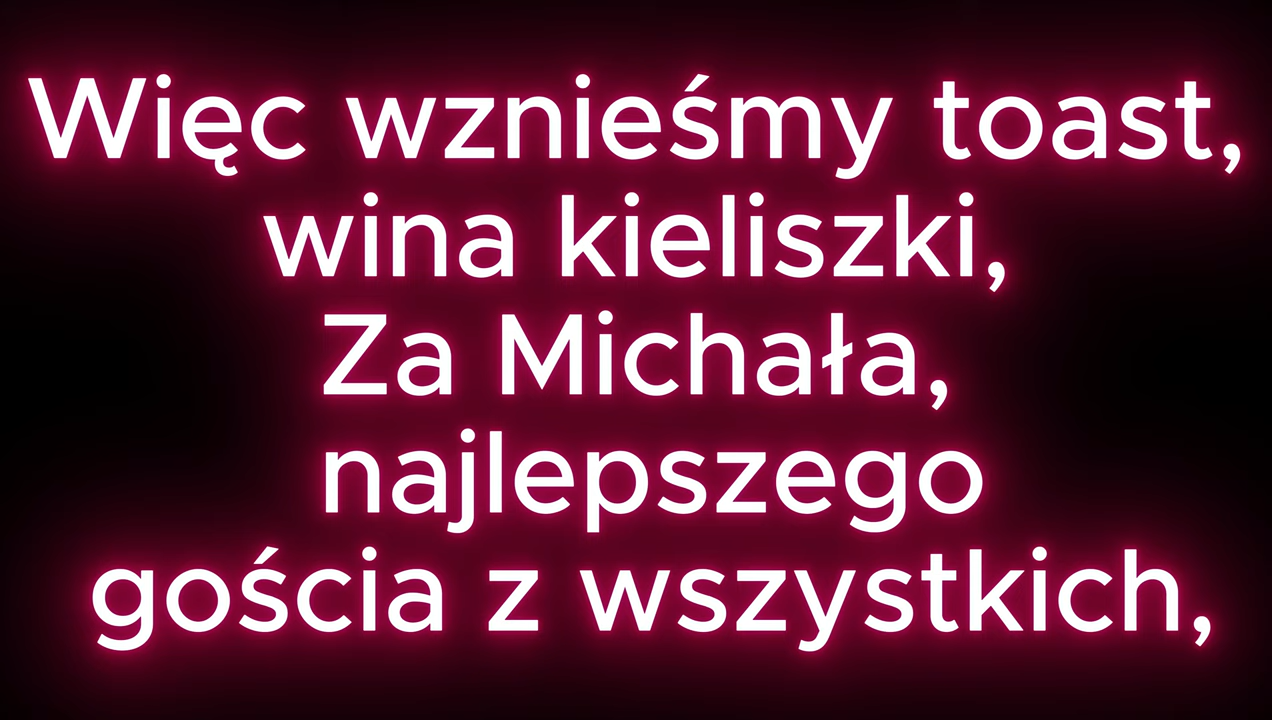 Więc wznieśmy toast,
wina kieliszki,
Za Michała,
najlepszego
gościa z wszystkich,